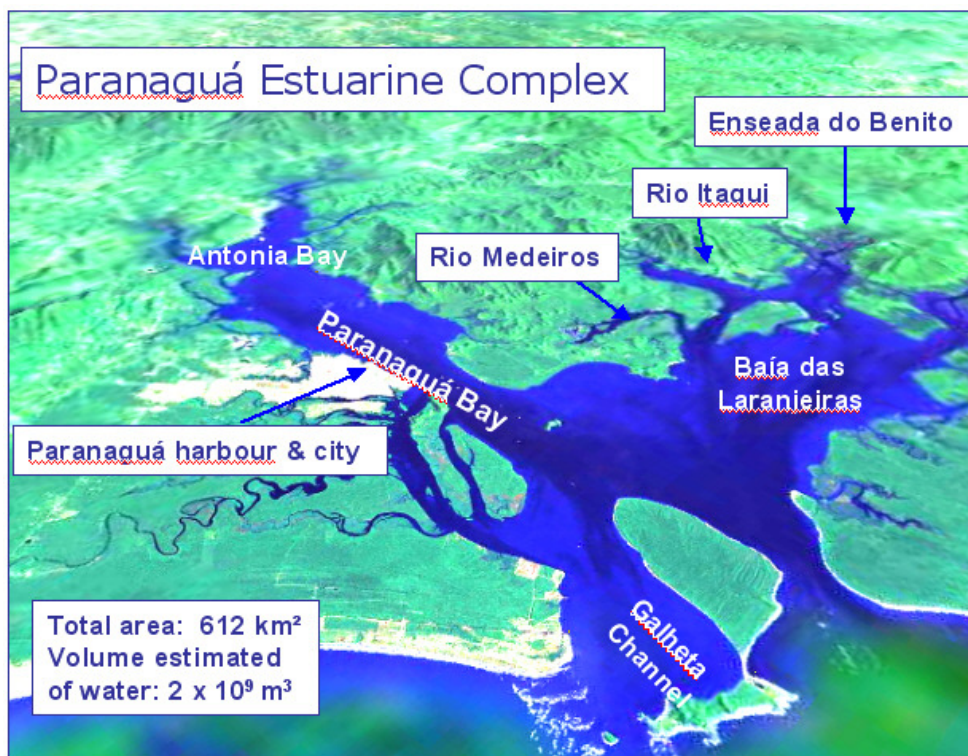 Paranaguá Estuarine Complex
Enseada do Benito
Rio Itaqui
Rio Medeiros
Antonia Bay
Paranaguá Bay
Baía das
Laranjeiras
Paranaguá harbour & city
Galheta
Channel
Total area: 612 km²
Volume estimated
of water: 2 x 10⁹ m³